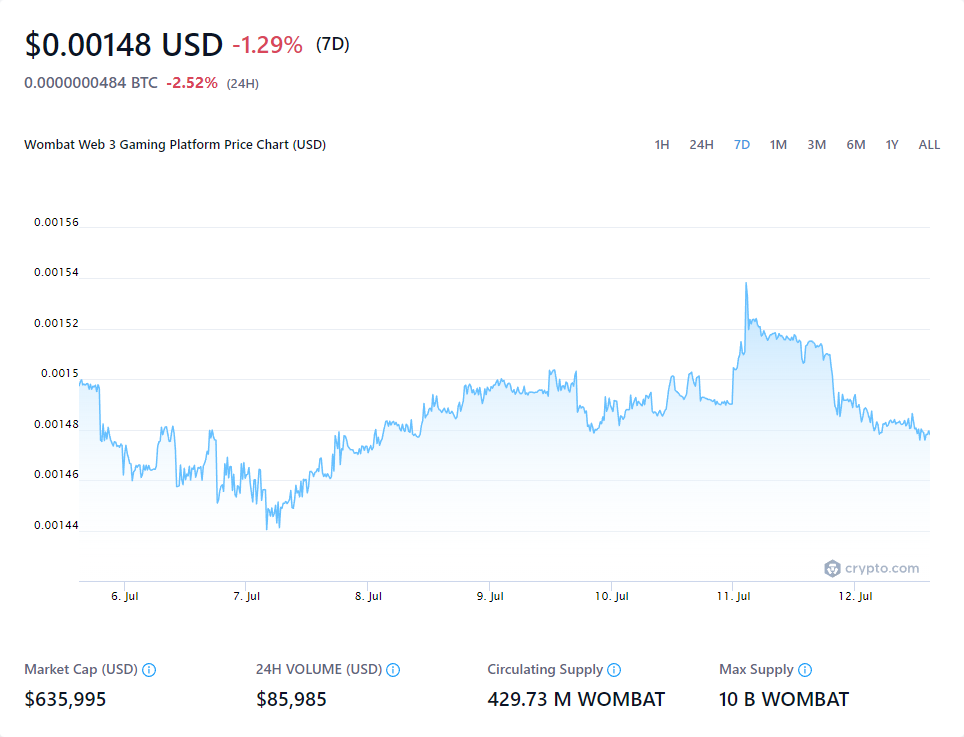 $0.00148 USD -1.29% (7D)
0.0000000484 BTC -2.52% (24H)
Wombat Web 3 Gaming Platform Price Chart (USD) 1H 24H 7D 1M 3M 6M 1Y ALL
0.00156
0.00154
0.00152
0.0015
0.00148
0.00146
0.00144
crypto.com
6. Jul 7. Jul 8. Jul 9. Jul 10. Jul 11. Jul 12. Jul
Market Cap (USD) 24H VOLUME (USD) Circulating Supply Max Supply
$635,995 $85,985 429.73 M WOMBAT 10 B WOMBAT